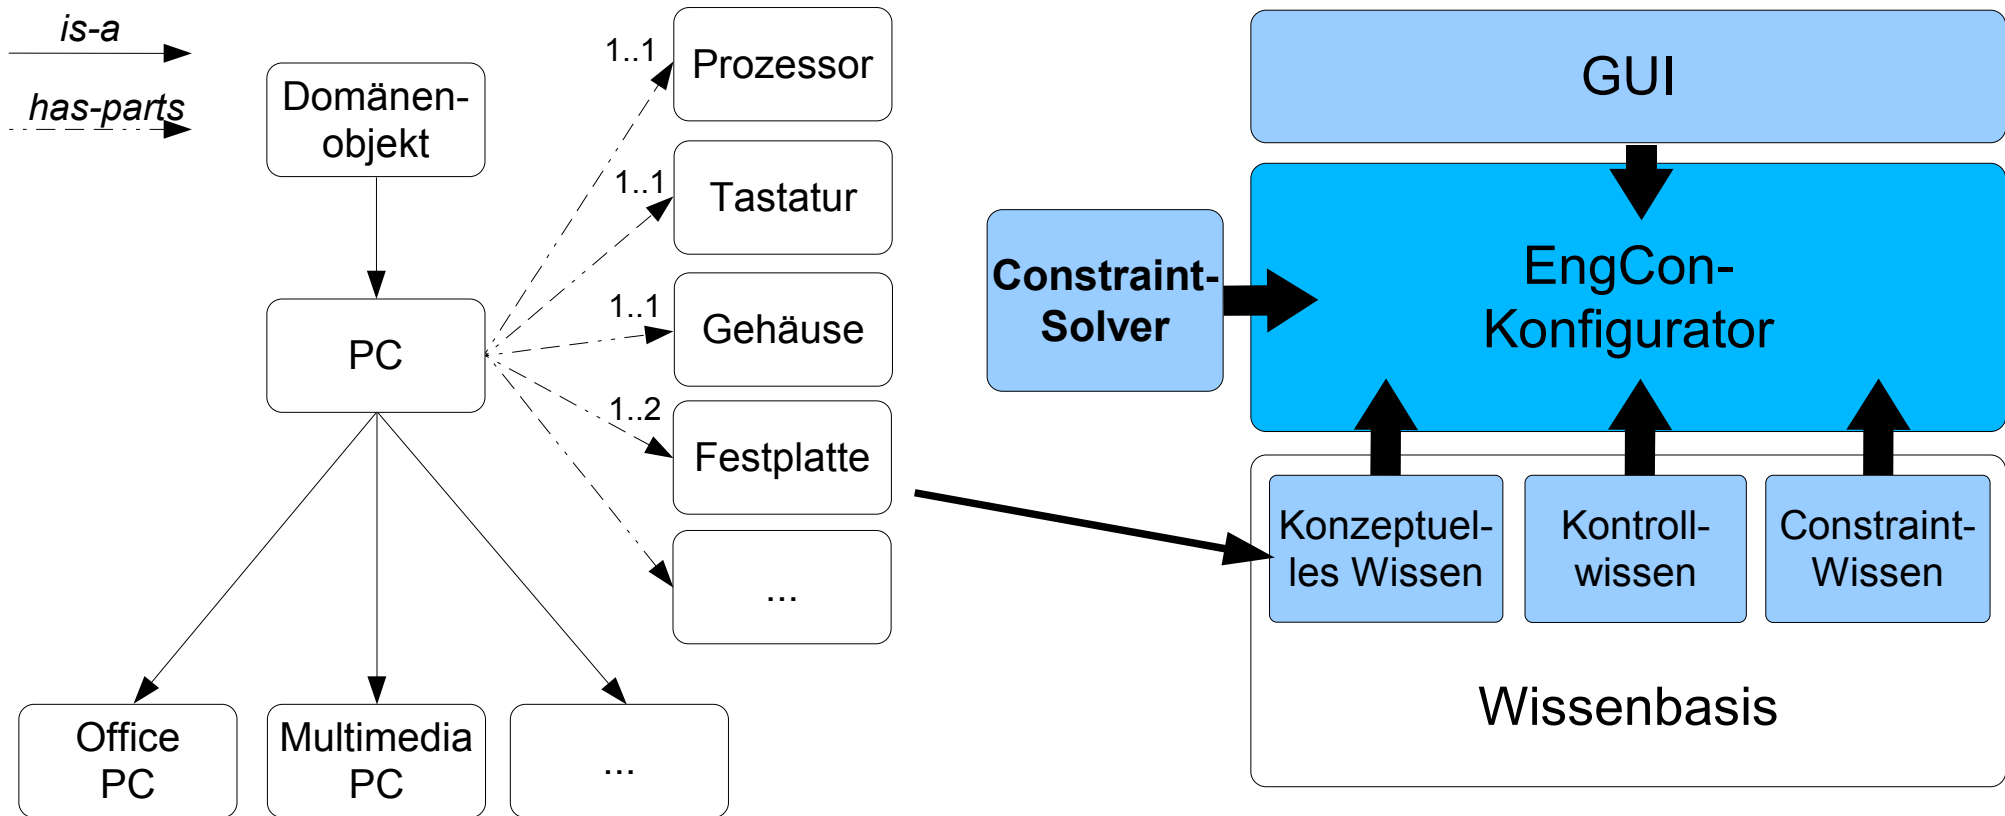 is-a
has-parts
Domänen-
objekt
PC
Office
PC
Multimedia
PC
...
1..1
Prozessor
1..1
Tastatur
1..1
Gehäuse
1..2
Festplatte
...
GUI
Constraint-
Solver
EngCon-
Konfigurator
Konzeptuel-
les Wissen
Kontroll-
wissen
Constraint-
Wissen
Wissenbasis